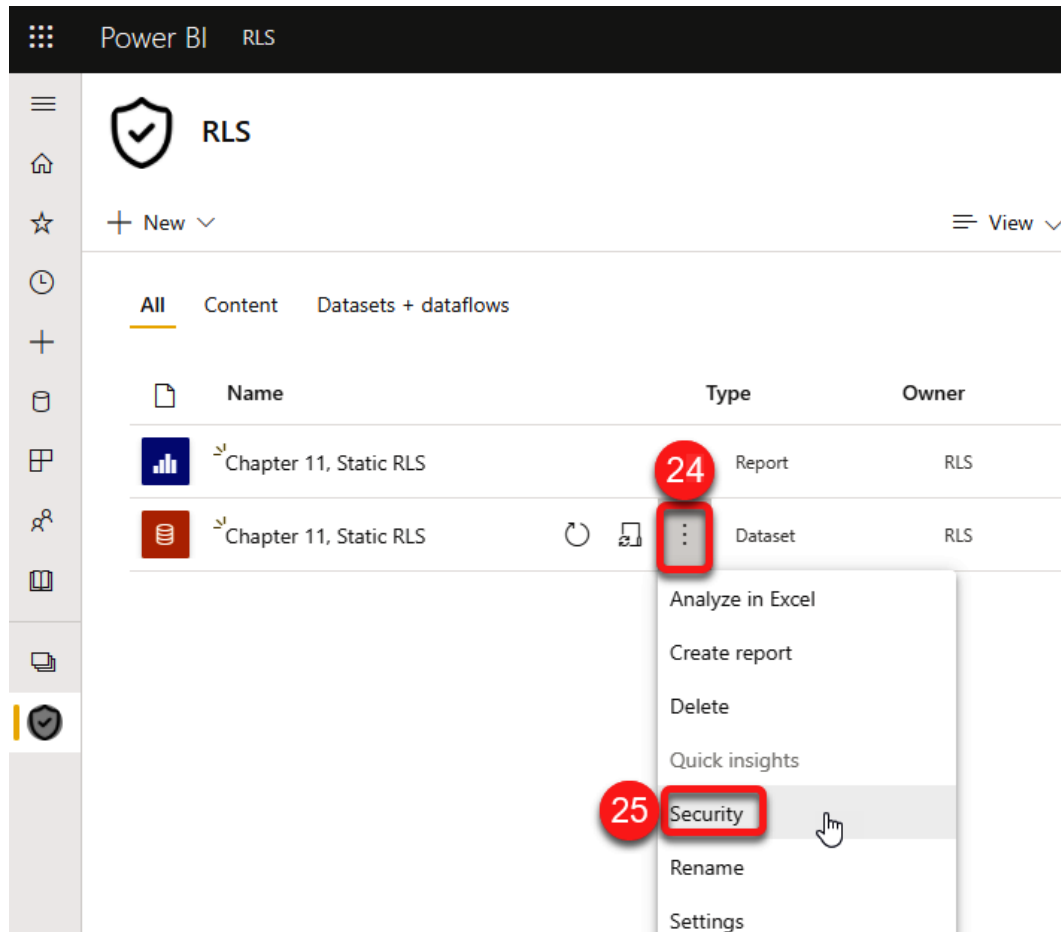 Power BI RLS
RLS
New
View
All Content Datasets + dataflows
Name Type Owner
Chapter 11, Static RLS Report RLS
24
Chapter 11, Static RLS Dataset RLS
Analyze in Excel
Create report
Delete
Quick insights
25 Security
Rename
Settings